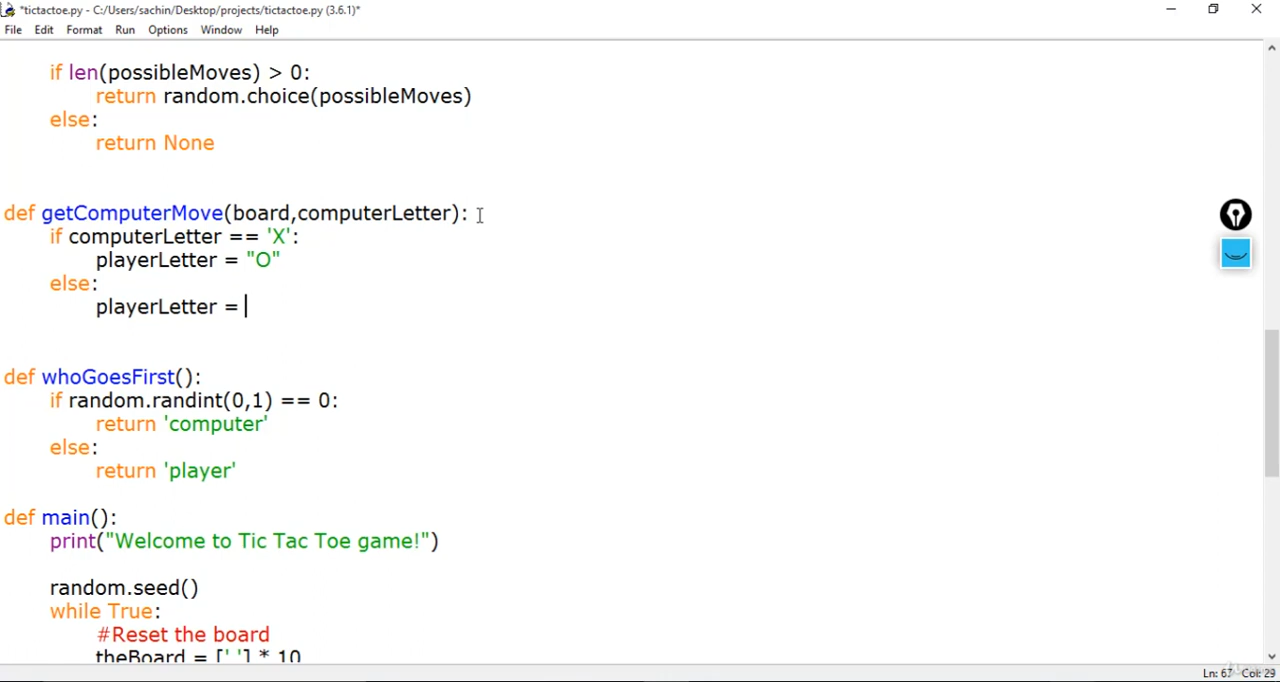 *tictactoe.py - C:/Users/sachin/Desktop/projects/tictactoe.py (3.6.1)*
File Edit Format Run Options Window Help
if len(possibleMoves) > 0:
return random.choice(possibleMoves)
else:
return None
def getComputerMove(board,computerLetter):
if computerLetter == 'X':
playerLetter = "O"
else:
playerLetter =
def whoGoesFirst():
if random.randint(0,1) == 0:
return 'computer'
else:
return 'player'
def main():
print("Welcome to Tic Tac Toe game!")
random.seed()
while True:
#Reset the board
theBoard = [' '] * 10
Ln: 67 Col: 29